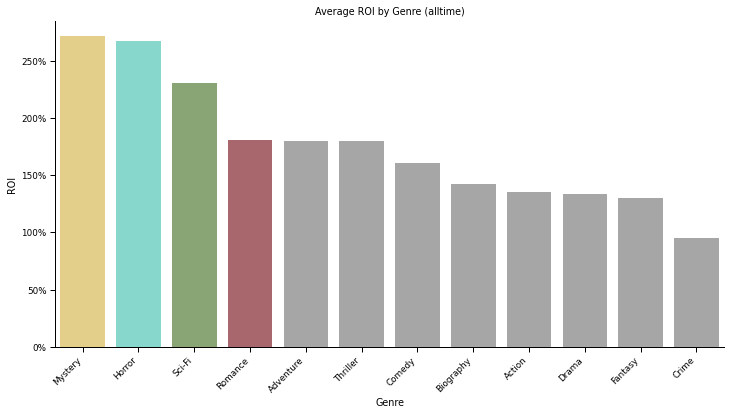 Average ROI by Genre (alltime)
ROI
250%
200%
150%
100%
50%
0%
Mystery
Horror
Sci-Fi
Romance
Adventure
Thriller
Comedy
Biography
Action
Drama
Fantasy
Crime
Genre